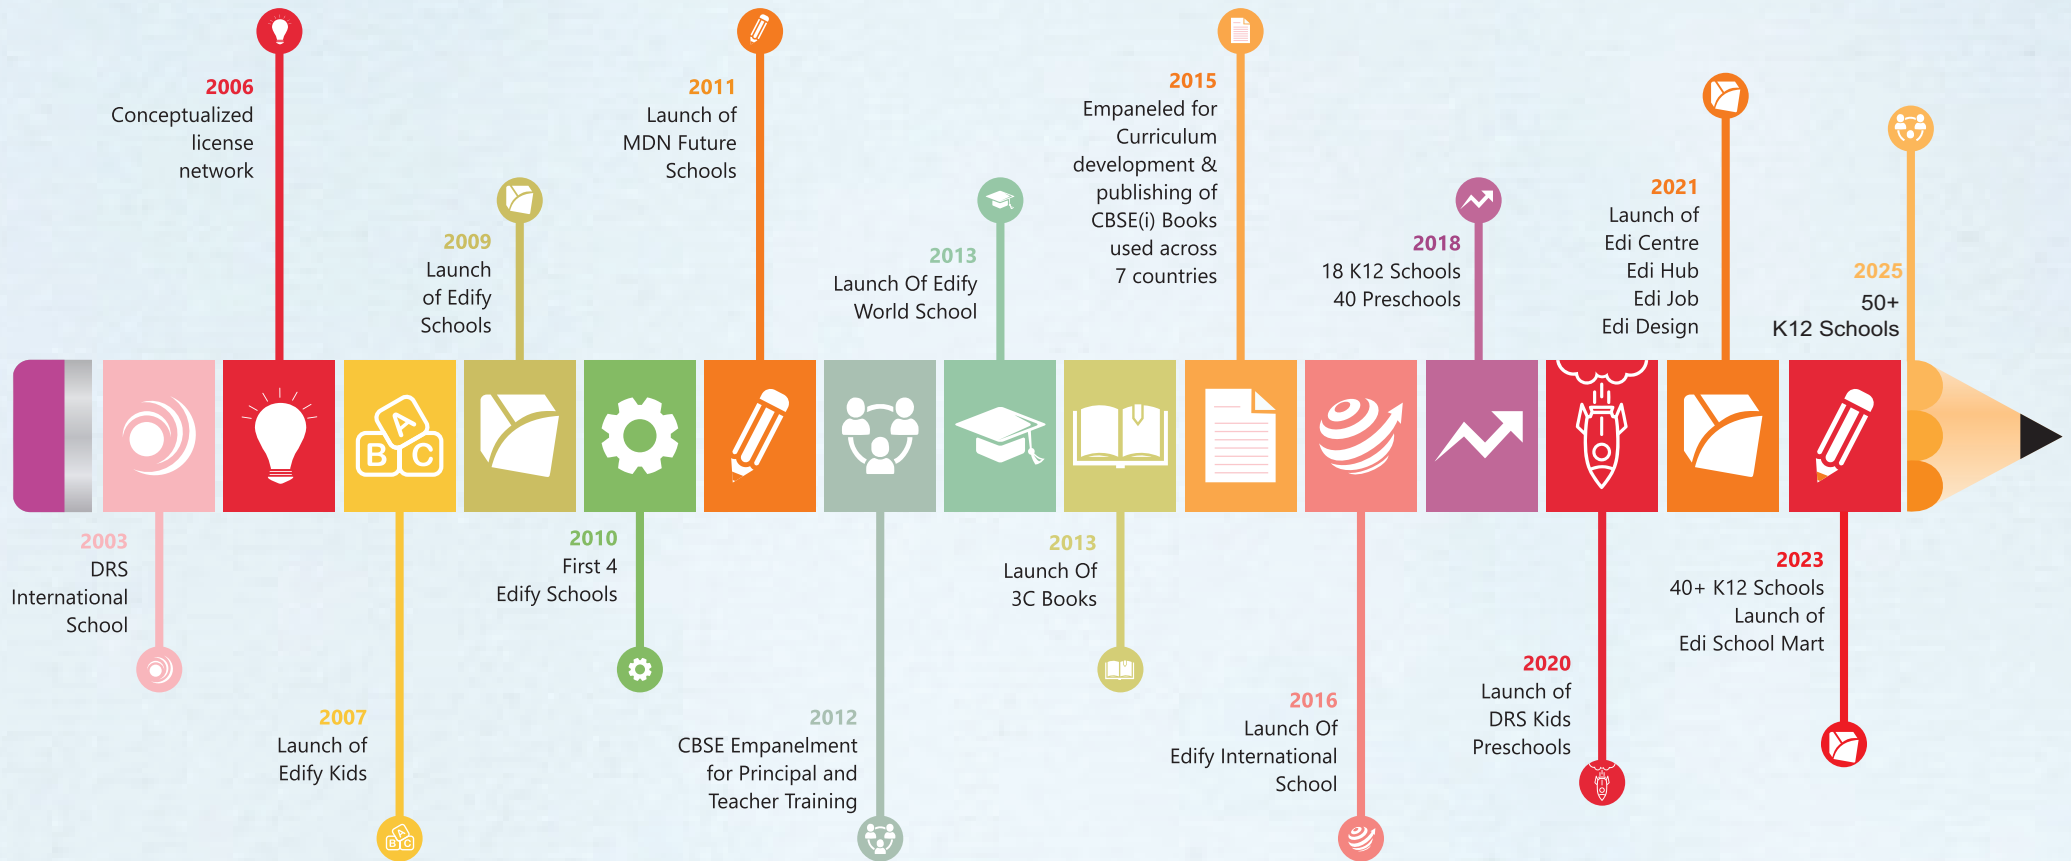 2003
DRS
International
School
2006
Conceptualized
license
network
2007
Launch of
Edify Kids
2009
Launch
of Edify
Schools
2010
First 4
Edify Schools
2011
Launch of
MDN Future
Schools
2012
CBSE Empanelment
for Principal and
Teacher Training
2013
Launch Of Edify
World School
2013
Launch Of
3C Books
2015
Empaneled for
Curriculum
development &
publishing of
CBSE(i) Books
used across
7 countries
2016
Launch Of
Edify International
School
2018
18 K12 Schools
40 Preschools
2020
Launch of
DRS Kids
Preschools
2021
Launch of
Edi Centre
Edi Hub
Edi Job
Edi Design
2023
40+ K12 Schools
Launch of
Edi School Mart
2025
50+
K12 Schools
A
B C
A
B C